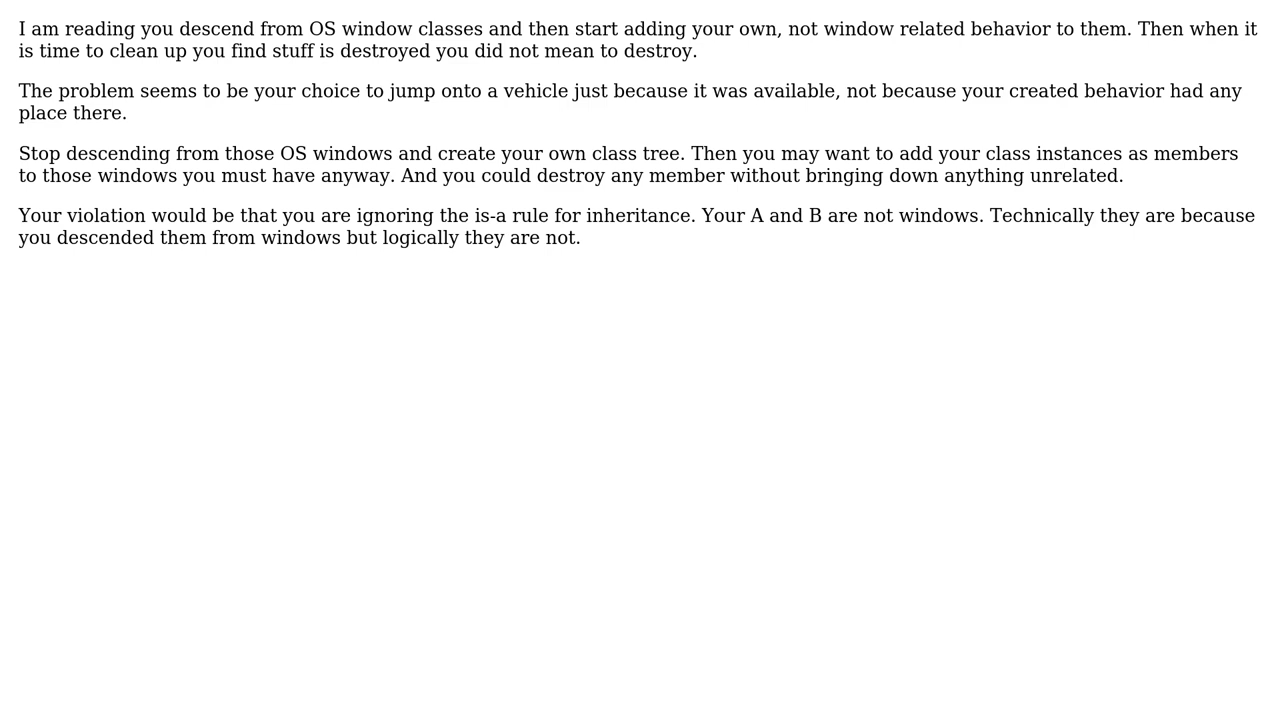 I am reading you descend from OS window classes and then start adding your own, not window related behavior to them. Then when it
is time to clean up you find stuff is destroyed you did not mean to destroy.
The problem seems to be your choice to jump onto a vehicle just because it was available, not because your created behavior had any
place there.
Stop descending from those OS windows and create your own class tree. Then you may want to add your class instances as members
to those windows you must have anyway. And you could destroy any member without bringing down anything unrelated.
Your violation would be that you are ignoring the is-a rule for inheritance. Your A and B are not windows. Technically they are because
you descended them from windows but logically they are not.